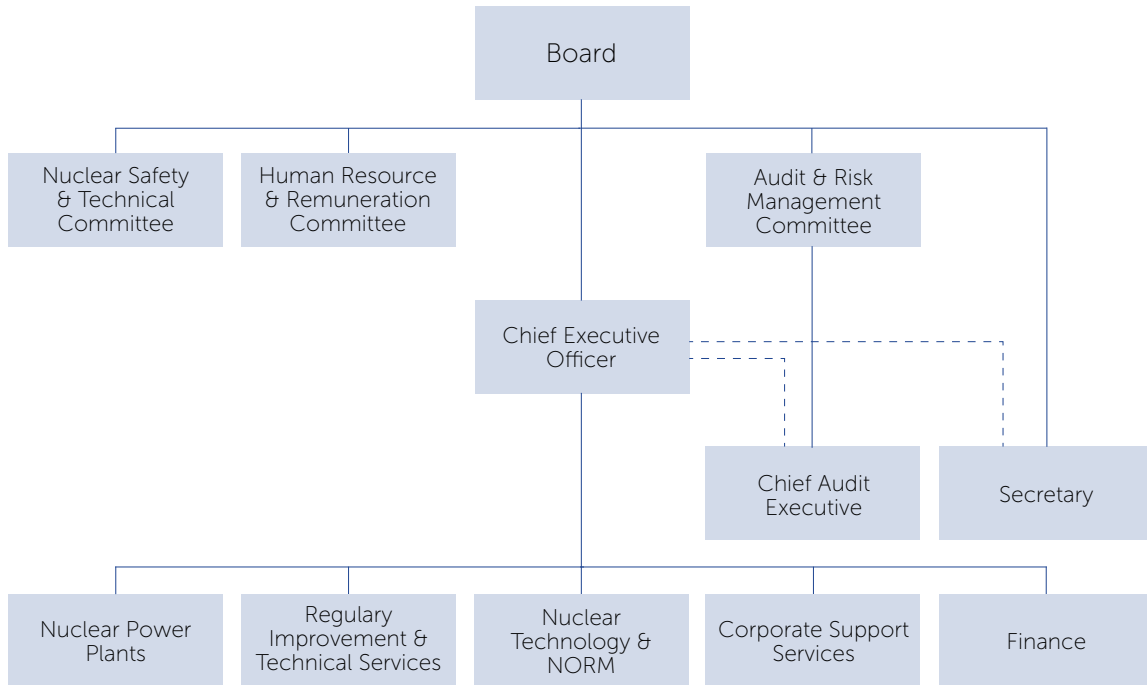 Board
Nuclear Safety
& Technical
Committee
Human Resource
& Remuneration
Committee
Audit & Risk
Management
Committee
Chief Executive
Officer
Chief Audit
Executive
Secretary
Nuclear Power
Plants
Regulary
Improvement &
Technical Services
Nuclear
Technology &
NORM
Corporate Support
Services
Finance